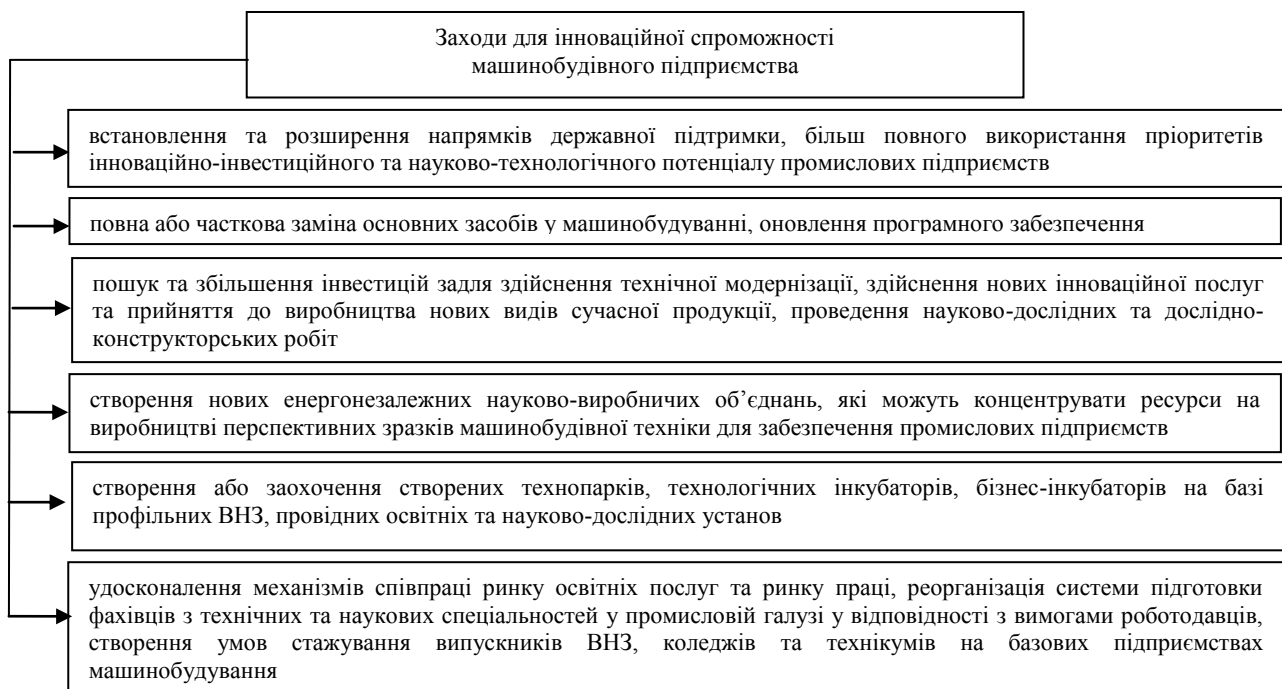 Заходи для інноваційної спроможності
машинобудівного підприємства
встановлення та розширення напрямків державної підтримки, більш повного використання пріоритетів
інноваційно-інвестиційного та науково-технологічного потенціалу промислових підприємств
повна або часткова заміна основних засобів у машинобудуванні, оновлення програмного забезпечення
пошук та збільшення інвестицій задля здійснення технічної модернізації, здійснення нових інноваційної послуг
та прийняття до виробництва нових видів сучасної продукції, проведення науково-дослідних та дослідно-
конструкторських робіт
створення нових енергонезалежних науково-виробничих об’єднань, які можуть концентрувати ресурси на
виробництві перспективних зразків машинобудівної техніки для забезпечення промислових підприємств
створення або заохочення створених технопарків, технологічних інкубаторів, бізнес-інкубаторів на базі
профільних ВНЗ, провідних освітніх та науково-дослідних установ
удосконалення механізмів співпраці ринку освітніх послуг та ринку праці, реорганізація системи підготовки
фахівців з технічних та наукових спеціальностей у промисловій галузі у відповідності з вимогами роботодавців,
створення умов стажування випускників ВНЗ, коледжів та технікумів на базових підприємствах
машинобудування